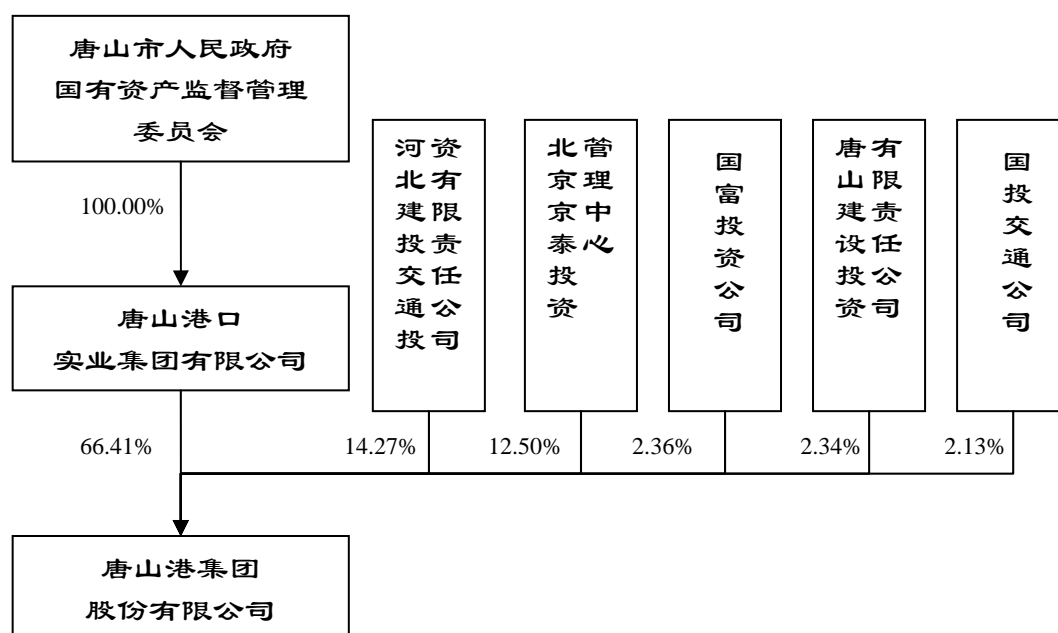 唐山市人民政府
国有资产监督管理
委员会
100.00%
唐山港口
实业集团有限公司
河北建投交通投
资有限责任公司
北京京泰投资
管理中心
国富投资公司
唐山建设投资
有限责任公司
国投交通公司
66.41%
14.27%
12.50%
2.36%
2.34%
2.13%
唐山港集团
股份有限公司